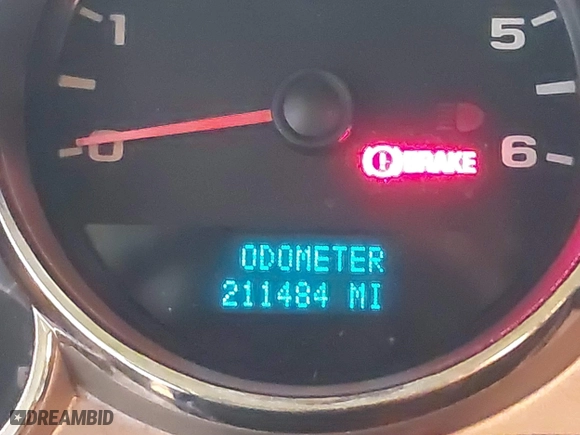 1
5
0
6
BRAKE
ODOMETER
211484 MI
DREAMBID